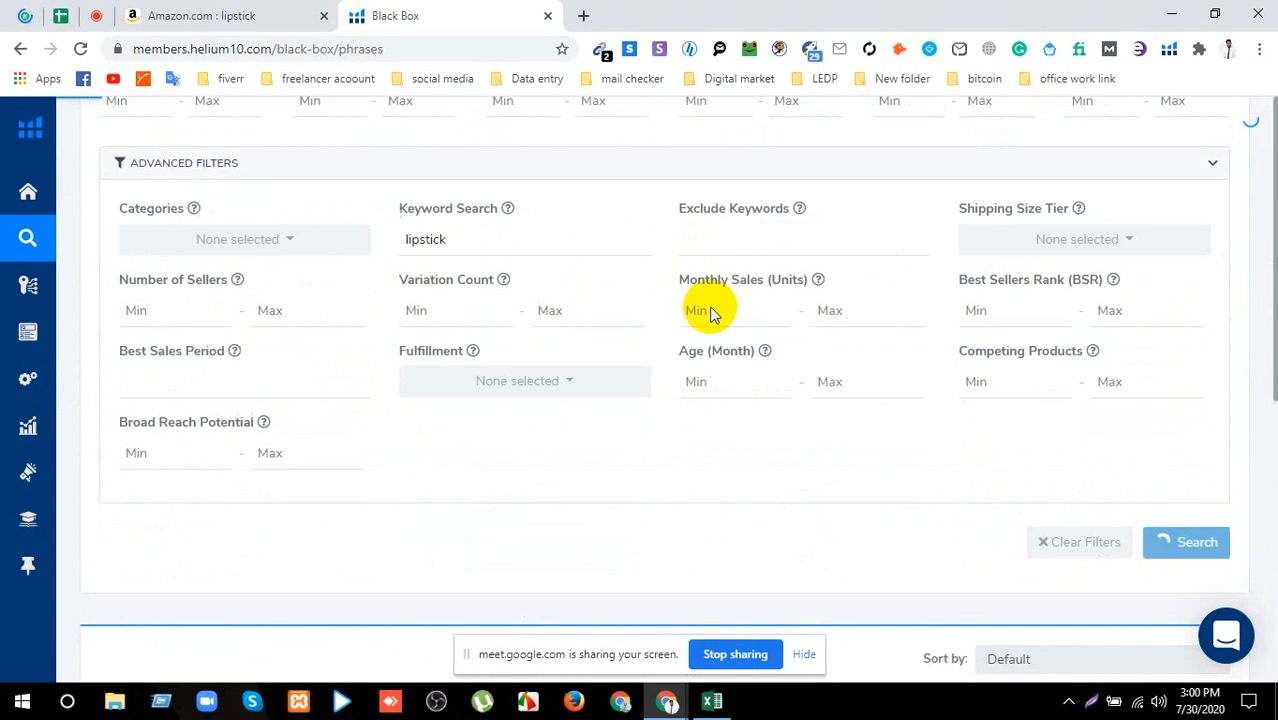 Amazon.com : lipstick
Black Box
members.helium10.com/black-box/phrases
2
29
Apps
fiverr
freelancer acoount
social media
Data entry
mail checker
Digital market
LEDP
New folder
bitcoin
office work link
Min - Max Min - Max Min - Max Min - Max Min - Max Min - Max
ADVANCED FILTERS
Categories
Keyword Search
Exclude Keywords
Shipping Size Tier
None selected
lipstick
None selected
Number of Sellers
Variation Count
Monthly Sales (Units)
Best Sellers Rank (BSR)
Min - Max Min - Max Min - Max Min - Max
Best Sales Period
Fulfillment
Age (Month)
Competing Products
None selected
Min - Max Min - Max
Broad Reach Potential
Min - Max
Clear Filters
Search
meet.google.com is sharing your screen.
Stop sharing
Hide
Sort by:
Default
3:00 PM
7/30/2020